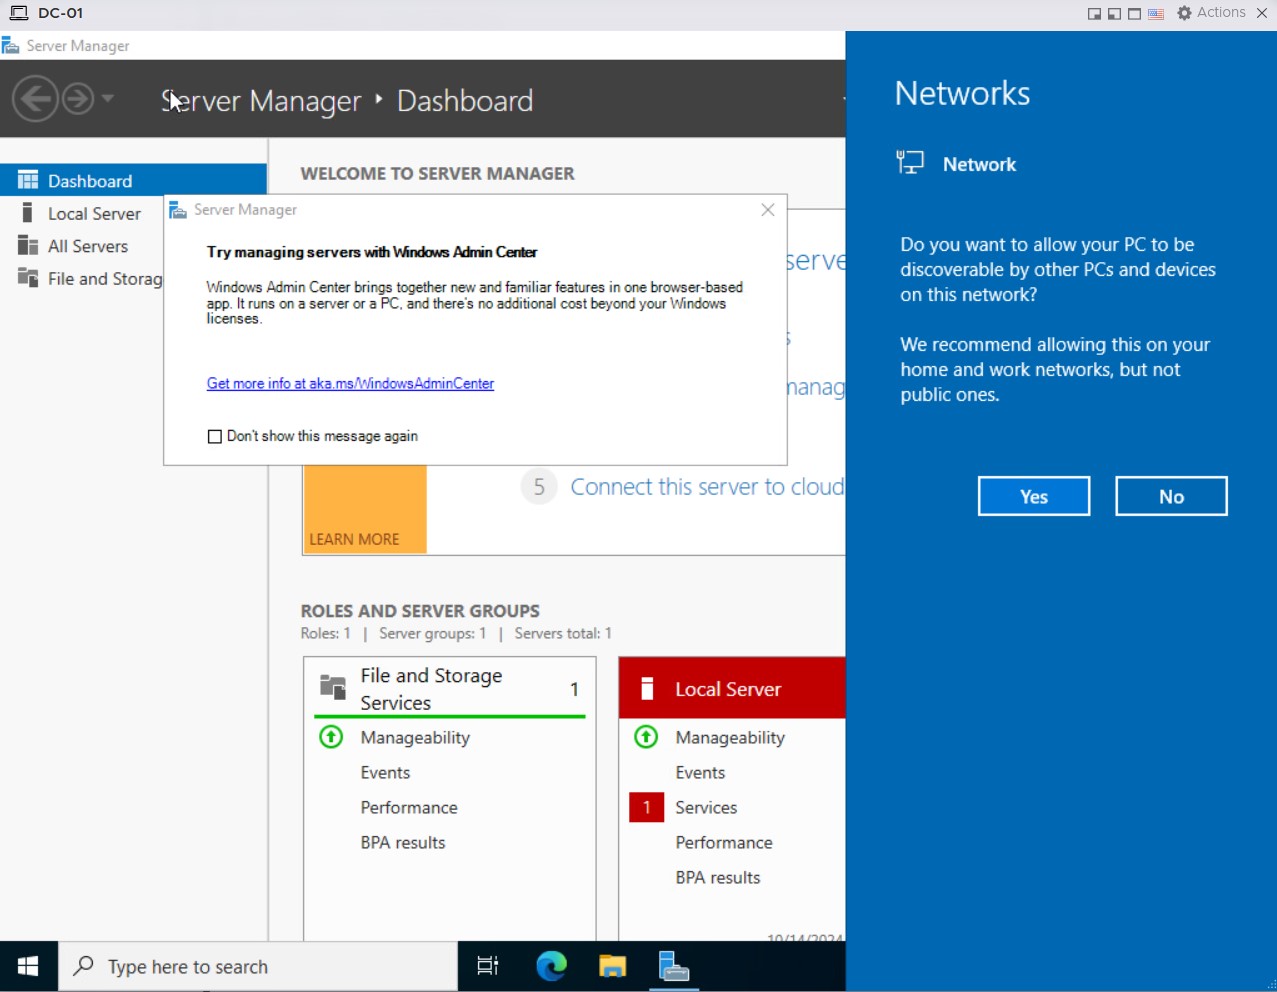 DC-01
Actions
Server Manager
Server Manager
Dashboard
Dashboard
Local Server
All Servers
File and Storag
WELCOME TO SERVER MANAGER
serve
manag
5
Connect this server to cloud
LEARN MORE
Server Manager
Try managing servers with Windows Admin Center
Windows Admin Center brings together new and familiar features in one browser-based
app. It runs on a server or a PC, and there's no additional cost beyond your Windows
licenses.
Get more info at aka.ms/WindowsAdminCenter
Don't show this message again
ROLES AND SERVER GROUPS
Roles: 1 | Server groups: 1 | Servers total: 1
File and Storage
Services
1
Manageability
Events
Performance
BPA results
Local Server
Manageability
Events
1
Services
Performance
BPA results
Networks
Network
Do you want to allow your PC to be
discoverable by other PCs and devices
on this network?
We recommend allowing this on your
home and work networks, but not
public ones.
Yes
No
Type here to search